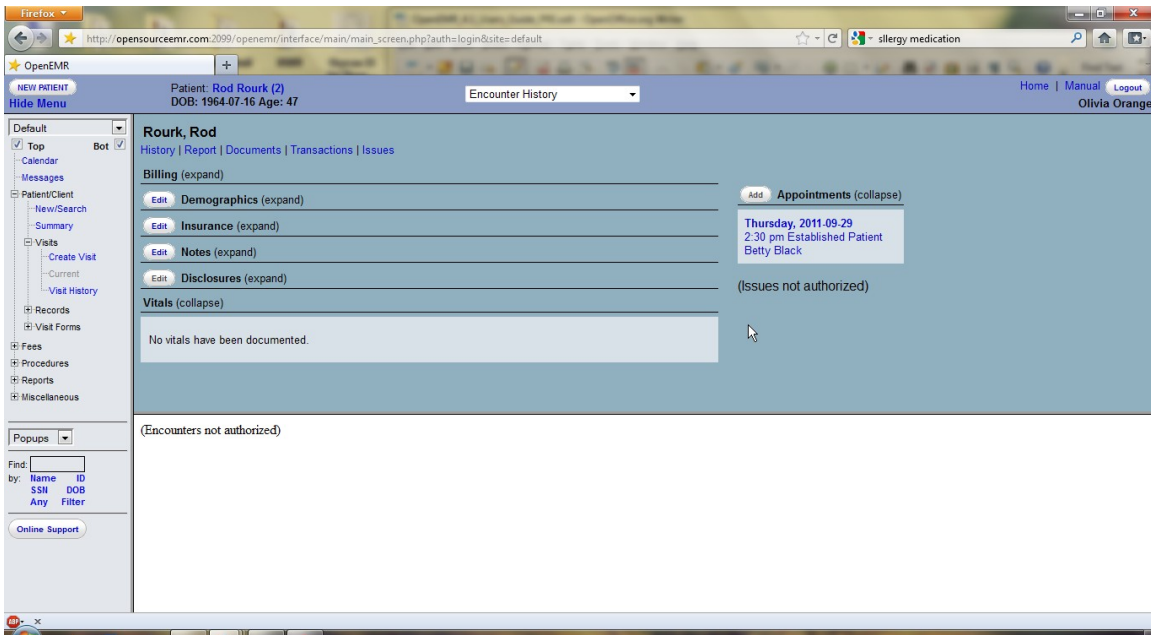 Firefox
http://opensourceemr.com:2099/openemr/interface/main/main_screen.php?auth=login&site=default
sllergy medication
OpenEMR
NEW PATIENT
Hide Menu
Patient: Rod Rourk (2)
DOB: 1964-07-16 Age: 47
Encounter History
Home | Manual Logout
Olivia Orange
Default
Top Bot
Calendar
Messages
Patient/Client
New/Search
Summary
Visits
Create Visit
Current
Visit History
Records
Visit Forms
Fees
Procedures
Reports
Miscellaneous
Popups
Find:
by: Name ID
SSN DOB
Any Filter
Online Support
Rourk, Rod
History | Report | Documents | Transactions | Issues
Billing (expand)
Edit Demographics (expand)
Edit Insurance (expand)
Edit Notes (expand)
Edit Disclosures (expand)
Vitals (collapse)
No vitals have been documented.
Add Appointments (collapse)
Thursday, 2011-09-29
2:30 pm Established Patient
Betty Black
(Issues not authorized)
(Encounters not authorized)
ABP